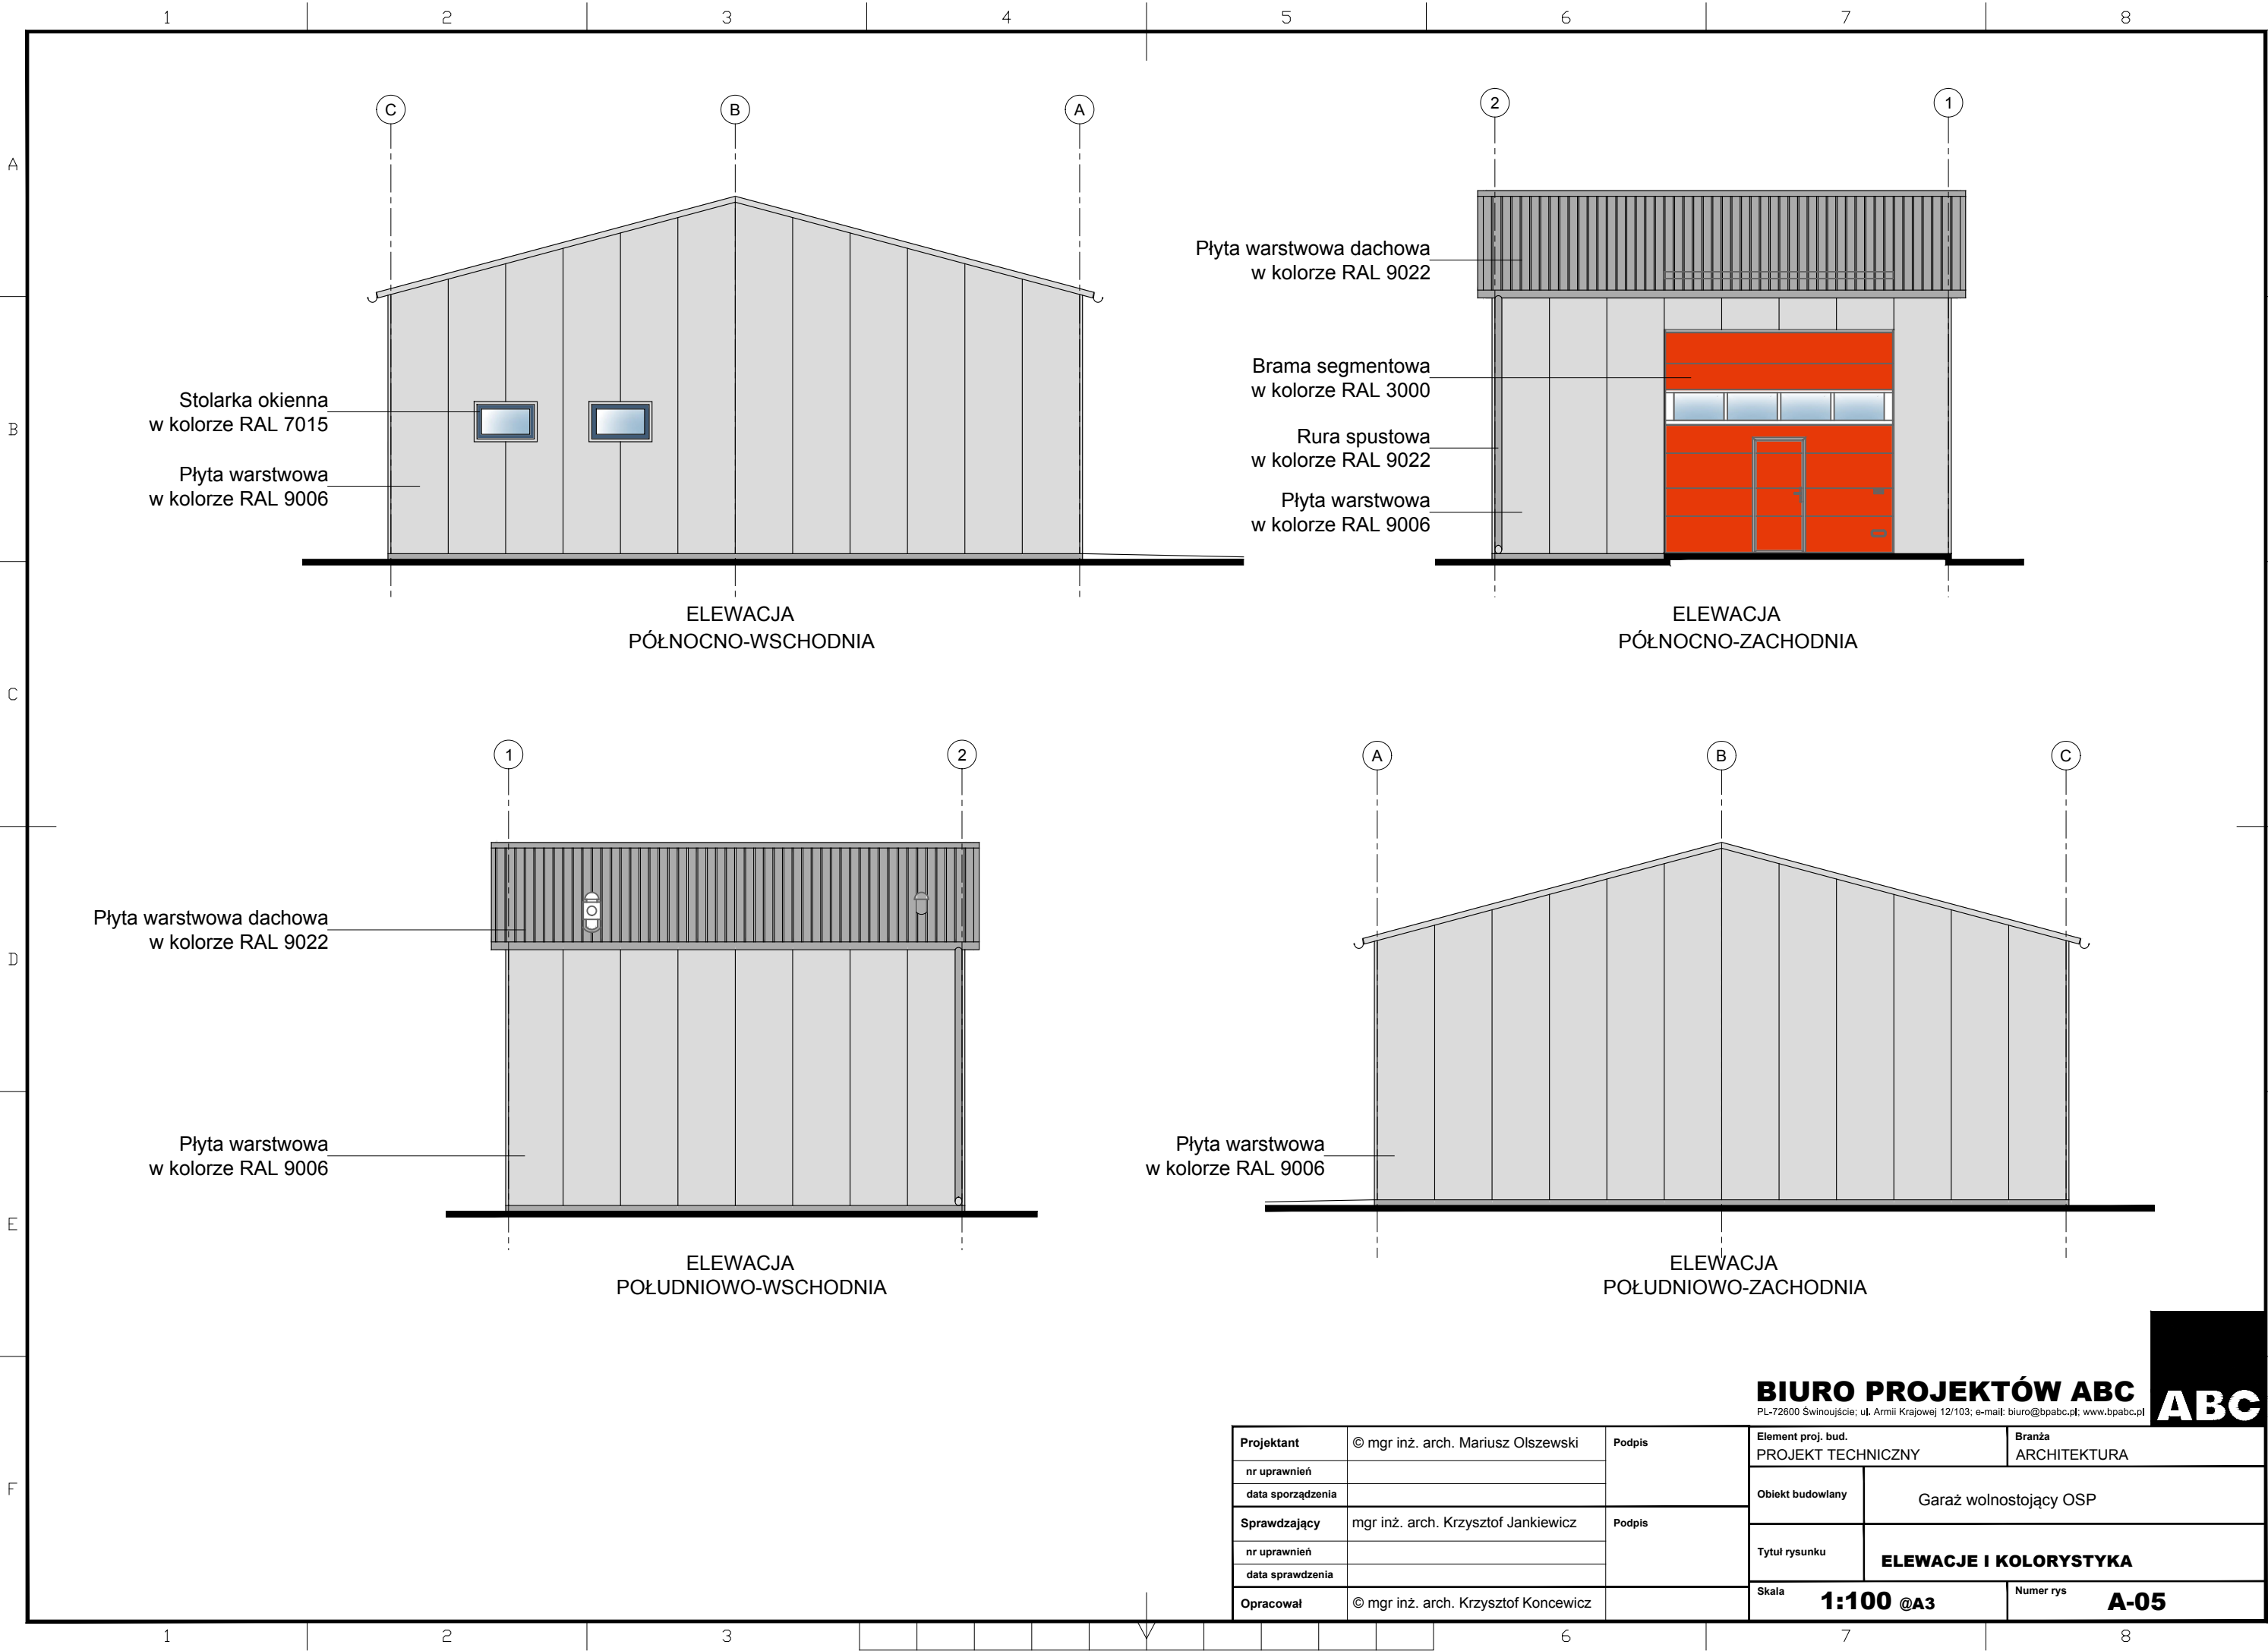 1 2 3 4 5 6 7 8
A
B
C
D
E
F
C B A
Stolarka okienna
w kolorze RAL 7015
Płyta warstwowa
w kolorze RAL 9006
ELEWACJA
PÓŁNOCNO-WSCHODNIA
2 1
Płyta warstwowa dachowa
w kolorze RAL 9022
Brama segmentowa
w kolorze RAL 3000
Rura spustowa
w kolorze RAL 9022
Płyta warstwowa
w kolorze RAL 9006
ELEWACJA
PÓŁNOCNO-ZACHODNIA
1 2
Płyta warstwowa dachowa
w kolorze RAL 9022
Płyta warstwowa
w kolorze RAL 9006
ELEWACJA
POŁUDNIOWO-WSCHODNIA
A B C
Płyta warstwowa
w kolorze RAL 9006
ELEWACJA
POŁUDNIOWO-ZACHODNIA
BIURO PROJEKTÓW ABC
PL-72600 Świnoujście; ul. Armii Krajowej 12/103; e-mail: biuro@bpabc.pl; www.bpabc.pl
ABC
Projektant © mgr inż. arch. Mariusz Olszewski Podpis
nr uprawnień
data sporządzenia
Sprawdzający mgr inż. arch. Krzysztof Jankiewicz Podpis
nr uprawnień
data sprawdzenia
Opracował © mgr inż. arch. Krzysztof Koncewicz
Element proj. bud.
PROJEKT TECHNICZNY
Branża
ARCHITEKTURA
Obiekt budowlany Garaż wolnostojący OSP
Tytuł rysunku ELEWACJE I KOLORYSTYKA
Skala 1:100 @A3
Numer rys A-05
1 2 3 6 7 8